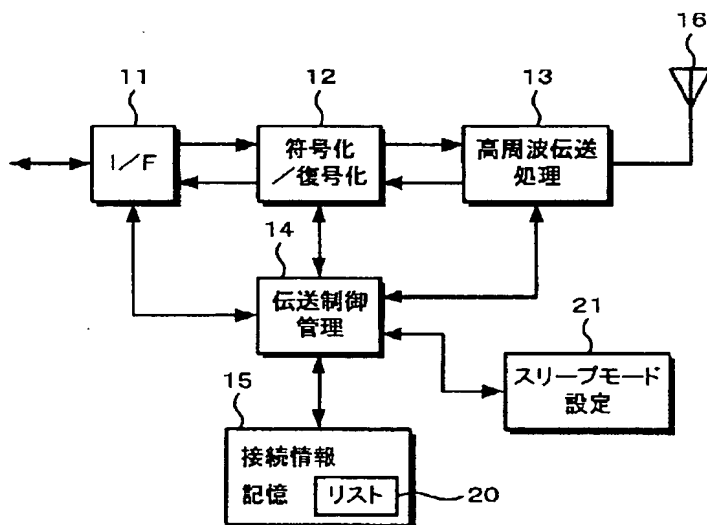 11
12
13
16
I/F
符号化
/復号化
高周波伝送
処理
14
伝送制御
管理
21
スリープモード
設定
15
接続情報
記憶
リスト
20